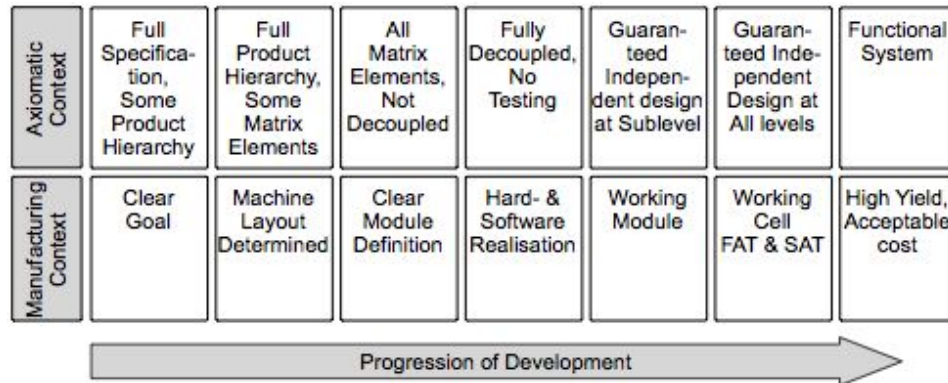 Axiomatic
Context
Full
Specifica-
tion,
Some
Product
Hierarchy
Full
Product
Hierarchy,
Some
Matrix
Elements
All
Matrix
Elements,
Not
Decoupled
Fully
Decoupled,
No
Testing
Guaran-
teed
Indepen-
dent design
at Sublevel
Guaran-
teed Inde-
pendent
Design at
All levels
Functional
System
Manufacturing
Context
Clear
Goal
Machine
Layout
Determined
Clear
Module
Definition
Hard- &
Software
Realisation
Working
Module
Working
Cell
FAT & SAT
High Yield,
Acceptable
cost
Progression of Development